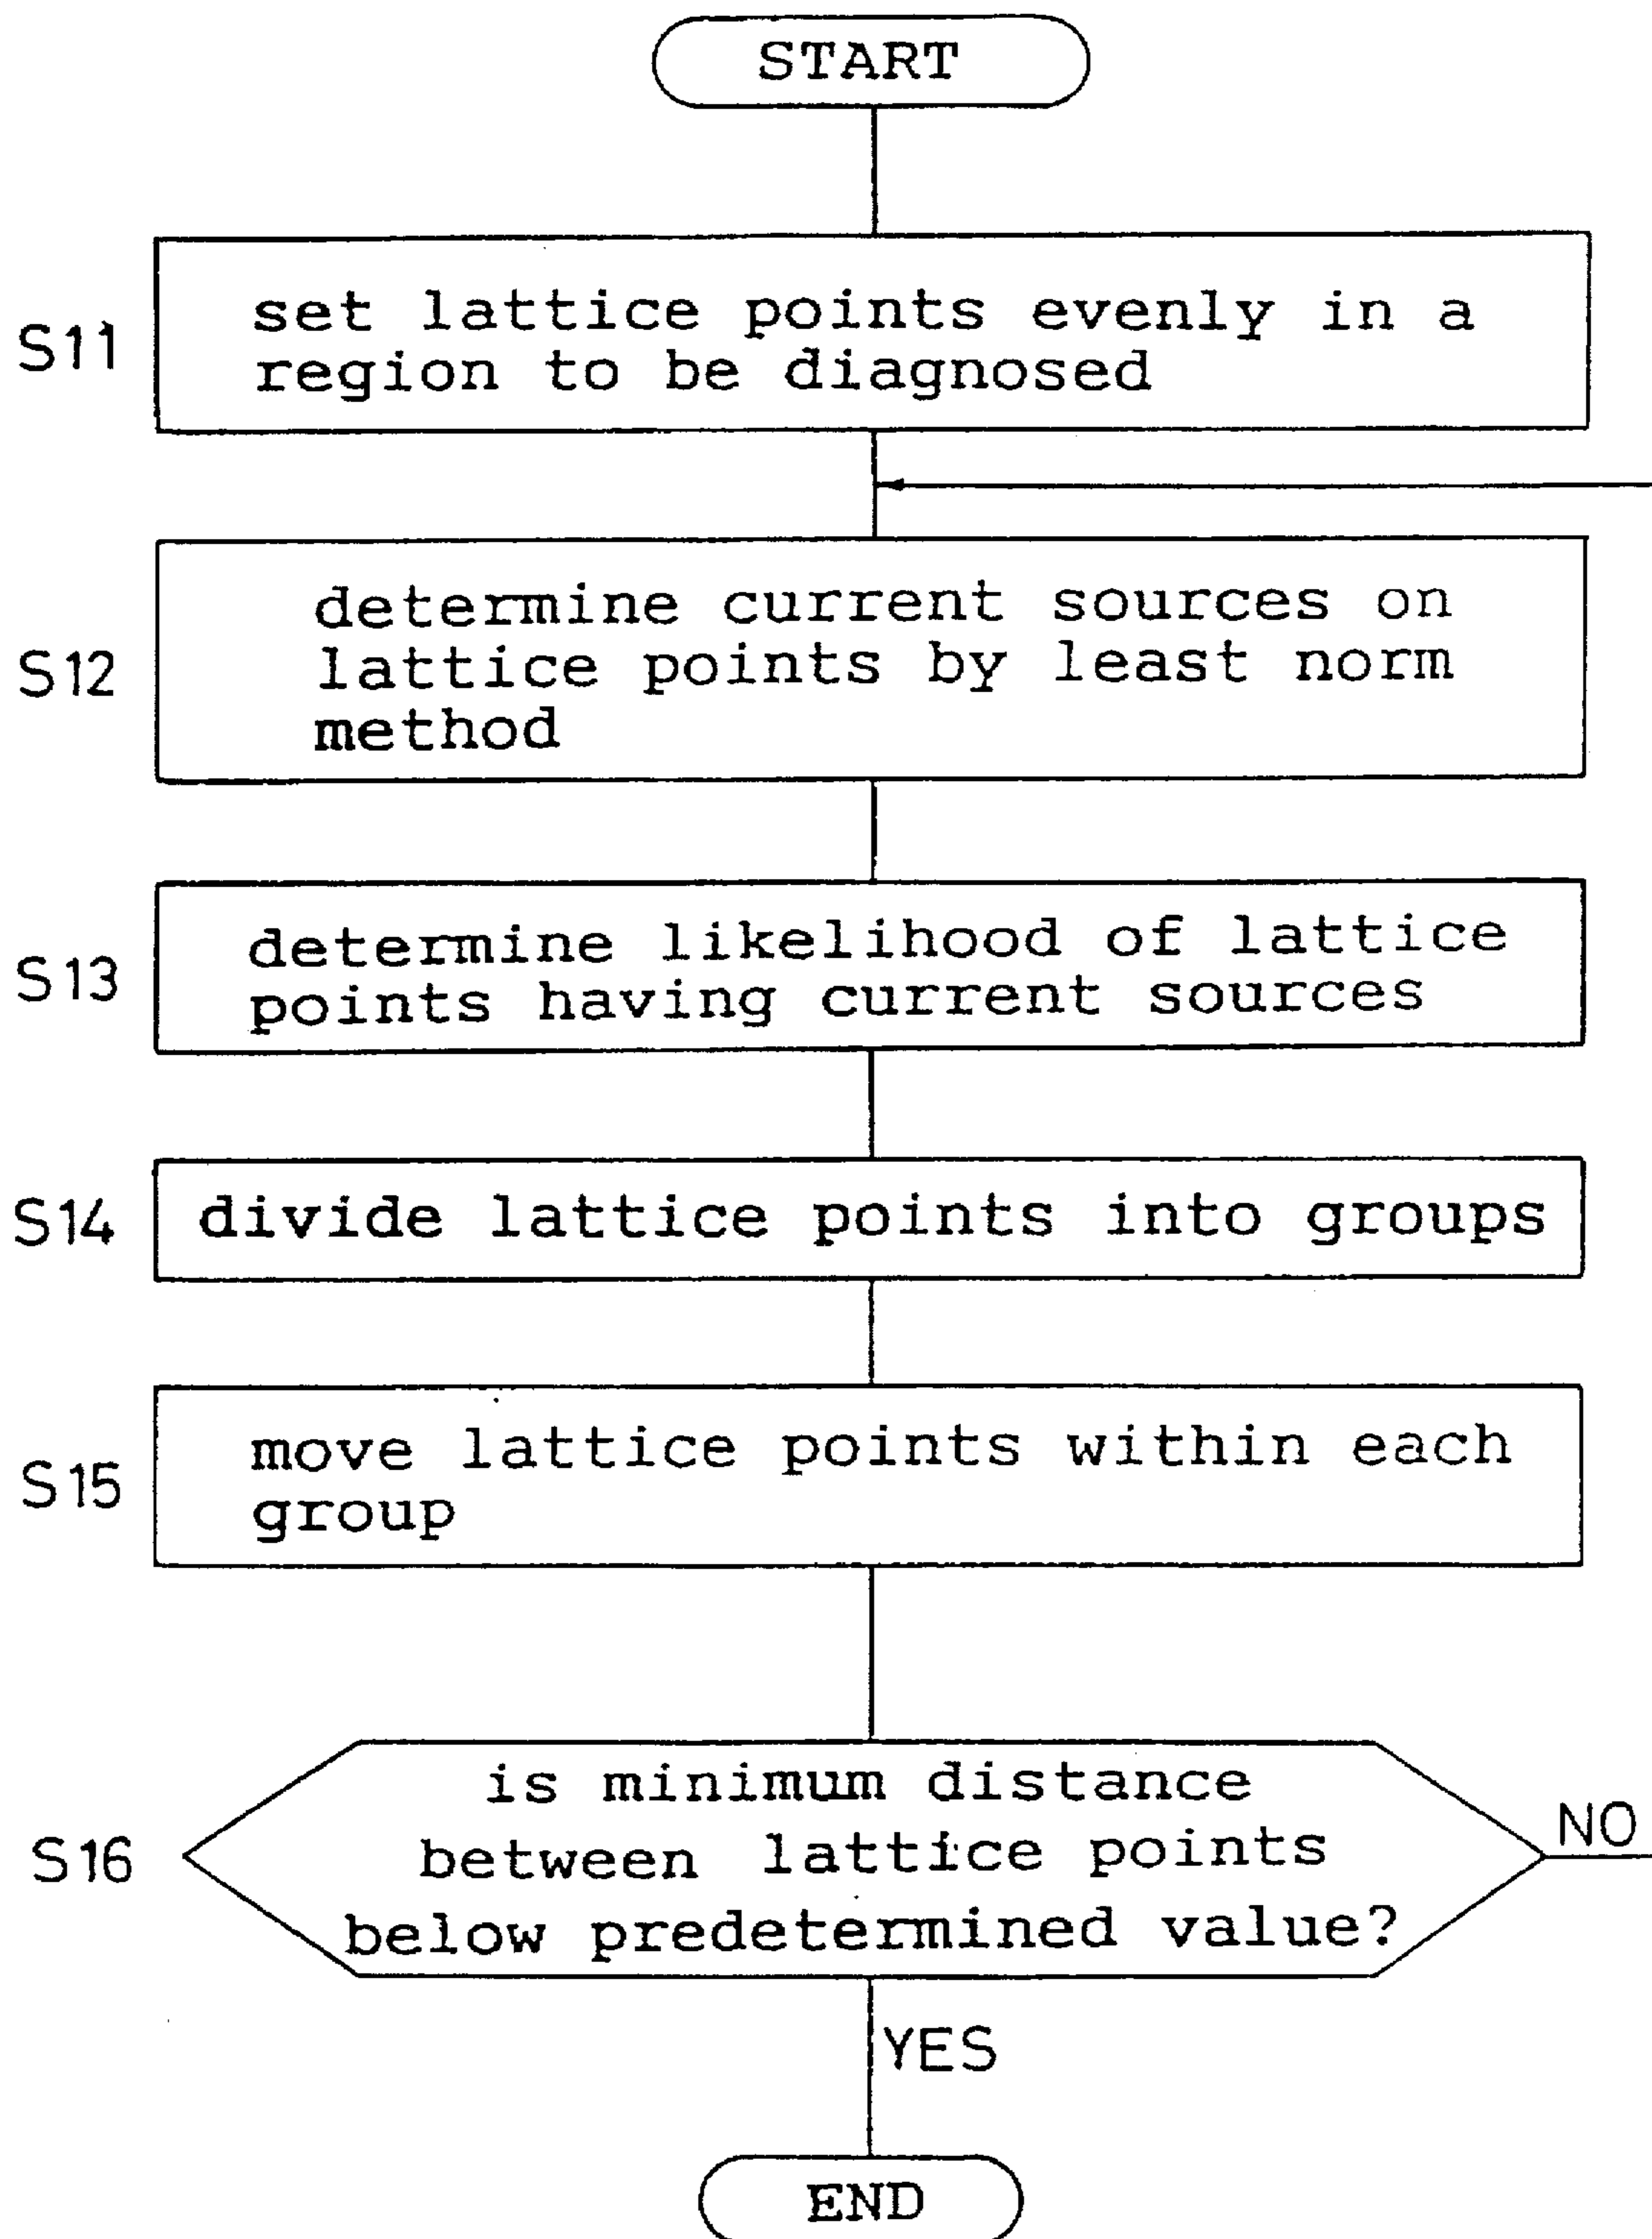 START
S11
set lattice points evenly in a
region to be diagnosed
S12
determine current sources on
lattice points by least norm
method
S13
determine likelihood of lattice
points having current sources
S14
divide lattice points into groups
S15
move lattice points within each
group
S16
is minimum distance
between lattice points
below predetermined value?
NO
YES
END